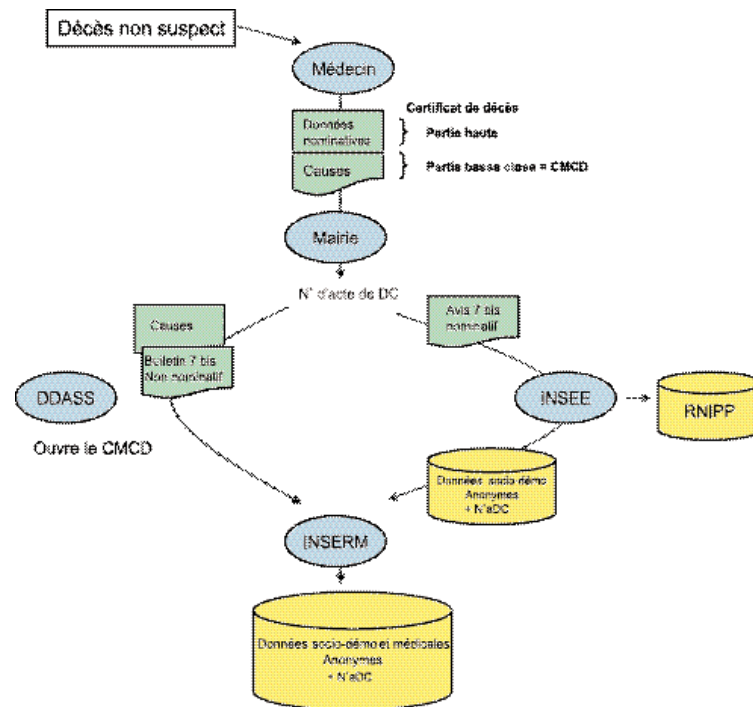 Décès non suspect
Médecin
Certificat de décès
Données
nominatives
Partie haute
Causes
Partie basse close = CMCD
Mairie
N° d'acte de DC
Causes
Bulletin 7 bis
Non nominatif
Avis 7 bis
nominatif
DDASS
INSEE
RNIPP
Ouvre le CMCD
Données socio-démo
Anonymes
+ N°aDC
INSERM
Données socio-démo et médicales
Anonymes
+ N°aDC